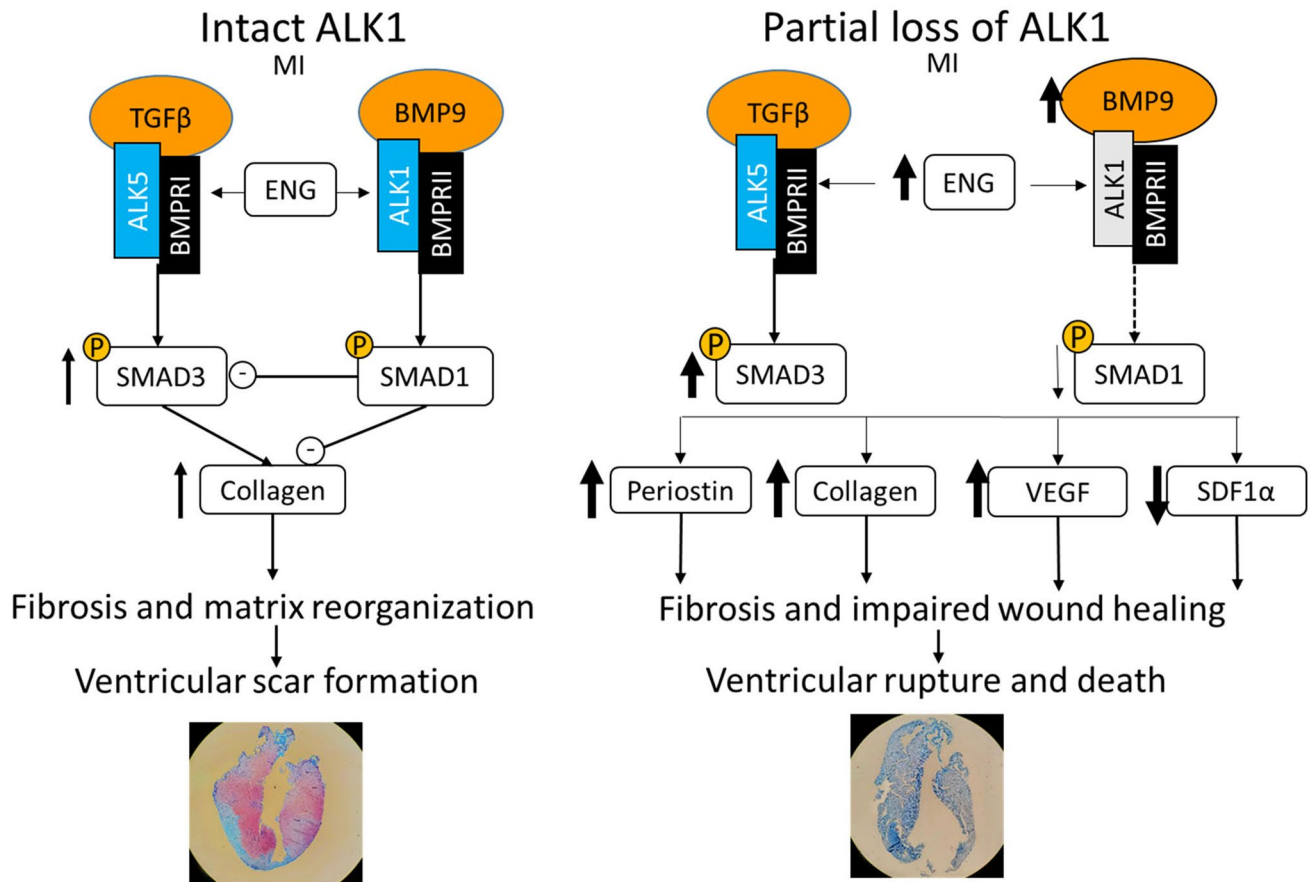 Intact ALK1
MI
TGFβ
BMP9
ALK5
BMPRI
ENG
ALK1
BMPRII
P
SMAD3
-
P
SMAD1
-
Collagen
Fibrosis and matrix reorganization
Ventricular scar formation
Partial loss of ALK1
MI
TGFβ
BMP9
ALK5
BMPRII
ENG
ALK1
BMPRII
P
SMAD3
P
SMAD1
Periostin
Collagen
VEGF
SDF1α
Fibrosis and impaired wound healing
Ventricular rupture and death